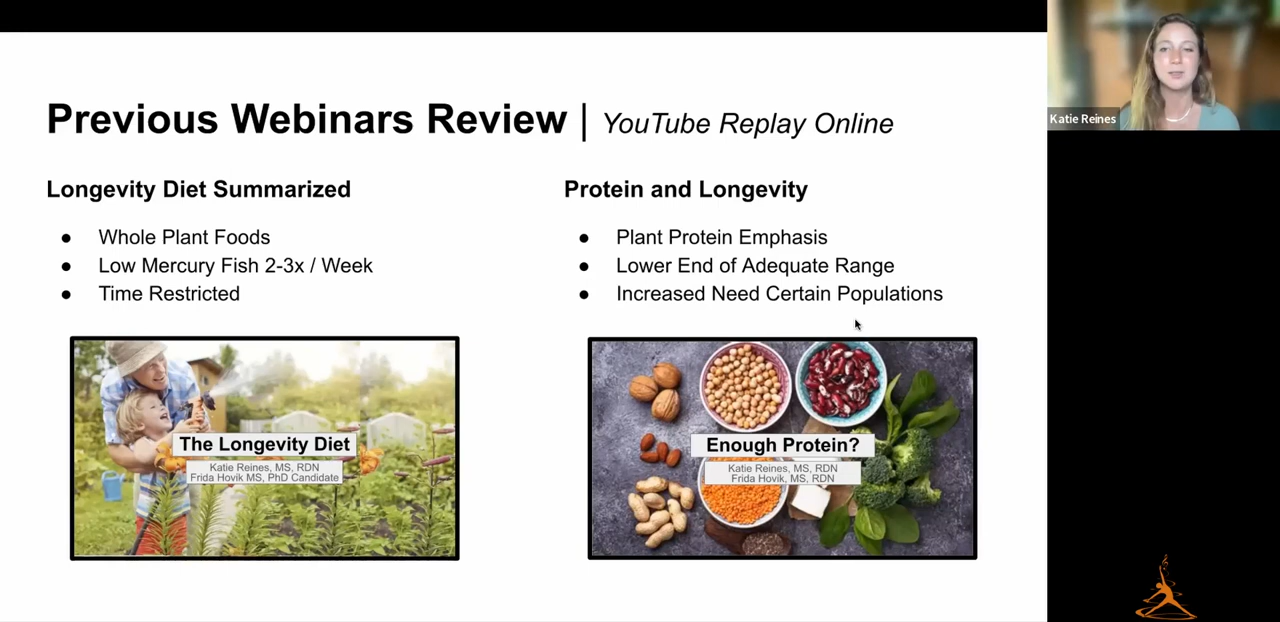 Previous Webinars Review | YouTube Replay Online
Longevity Diet Summarized
● Whole Plant Foods
● Low Mercury Fish 2-3x / Week
● Time Restricted
The Longevity Diet
Katie Reines, MS, RDN
Frida Hovik MS, PhD Candidate
Protein and Longevity
● Plant Protein Emphasis
● Lower End of Adequate Range
● Increased Need Certain Populations
Enough Protein?
Katie Reines, MS, RDN
Frida Hovik, MS, RDN
Katie Reines